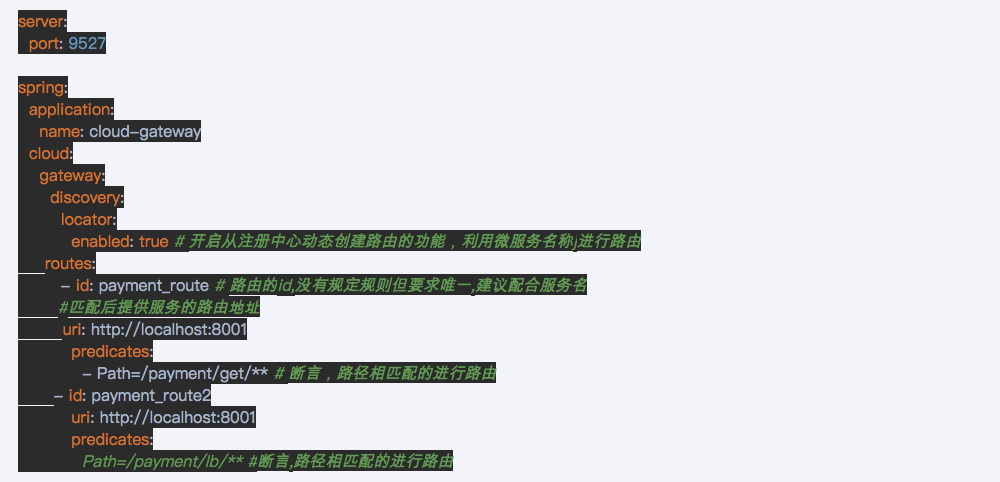 server:
port: 9527
spring:
application:
name: cloud-gateway
cloud:
gateway:
discovery:
locator:
enabled: true # 开启从注册中心动态创建路由的功能，利用微服务名称j进行路由
routes:
- id: payment_route # 路由的id,没有规定规则但要求唯一,建议配合服务名
#匹配后提供服务的路由地址
uri: http://localhost:8001
predicates:
- Path=/payment/get/** # 断言，路径相匹配的进行路由
- id: payment_route2
uri: http://localhost:8001
predicates:
Path=/payment/lb/** #断言,路径相匹配的进行路由